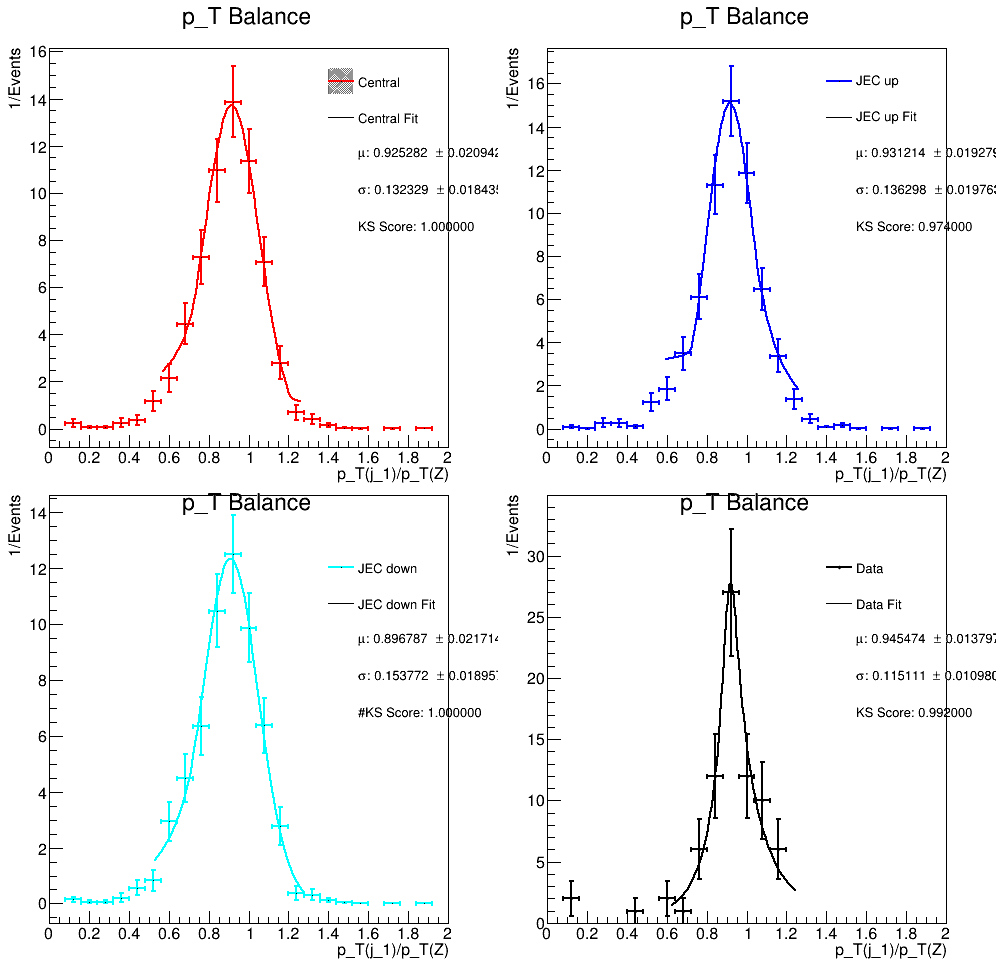 p_T Balance
1/Events
16
14
12
10
8
6
4
2
0
0 0.2 0.4 0.6 0.8 1 1.2 1.4 1.6 1.8 2
p_T(j_1)/p_T(Z)
Central
Central Fit
μ: 0.925282 ± 0.020942
σ: 0.132329 ± 0.018435
KS Score: 1.000000
p_T Balance
1/Events
16
14
12
10
8
6
4
2
0
0 0.2 0.4 0.6 0.8 1 1.2 1.4 1.6 1.8 2
p_T(j_1)/p_T(Z)
JEC up
JEC up Fit
μ: 0.931214 ± 0.019279
σ: 0.136298 ± 0.019763
KS Score: 0.974000
p_T Balance
1/Events
14
12
10
8
6
4
2
0
0 0.2 0.4 0.6 0.8 1 1.2 1.4 1.6 1.8 2
p_T(j_1)/p_T(Z)
JEC down
JEC down Fit
μ: 0.896787 ± 0.021714
σ: 0.153772 ± 0.018957
#KS Score: 1.000000
p_T Balance
1/Events
30
25
20
15
10
5
0
0 0.2 0.4 0.6 0.8 1 1.2 1.4 1.6 1.8 2
p_T(j_1)/p_T(Z)
Data
Data Fit
μ: 0.945474 ± 0.013797
σ: 0.115111 ± 0.010980
KS Score: 0.992000